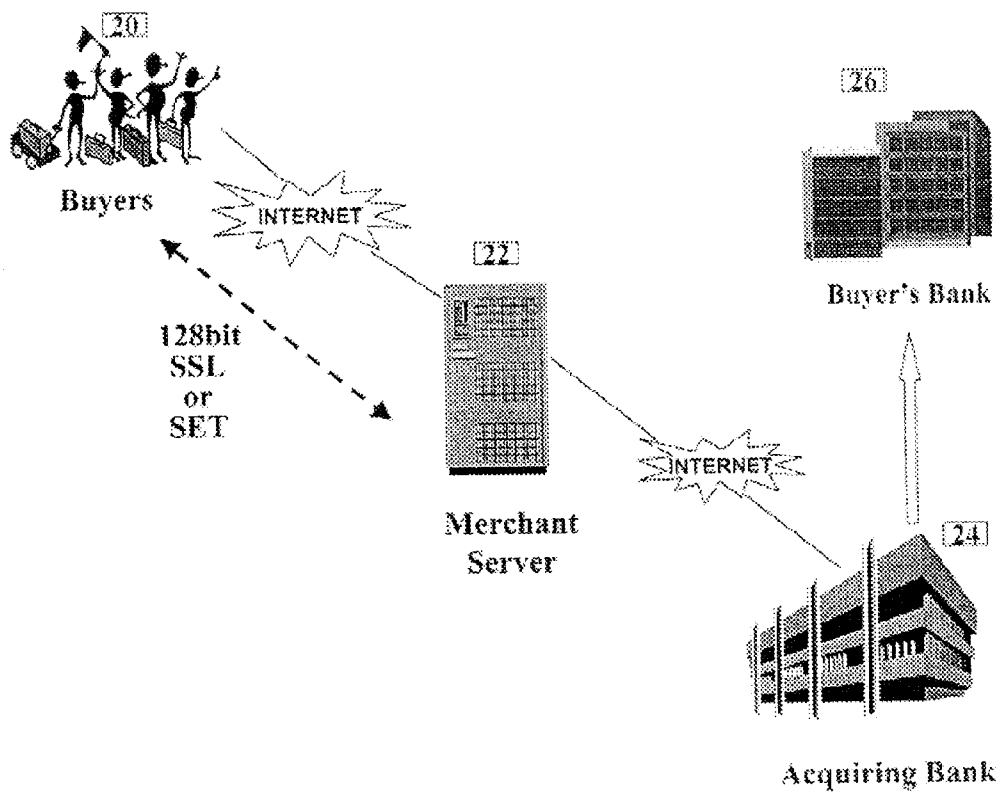 20
Buyers
INTERNET
26
Buyer's Bank
22
128bit
SSL
or
SET
Merchant
Server
INTERNET
24
Acquiring Bank